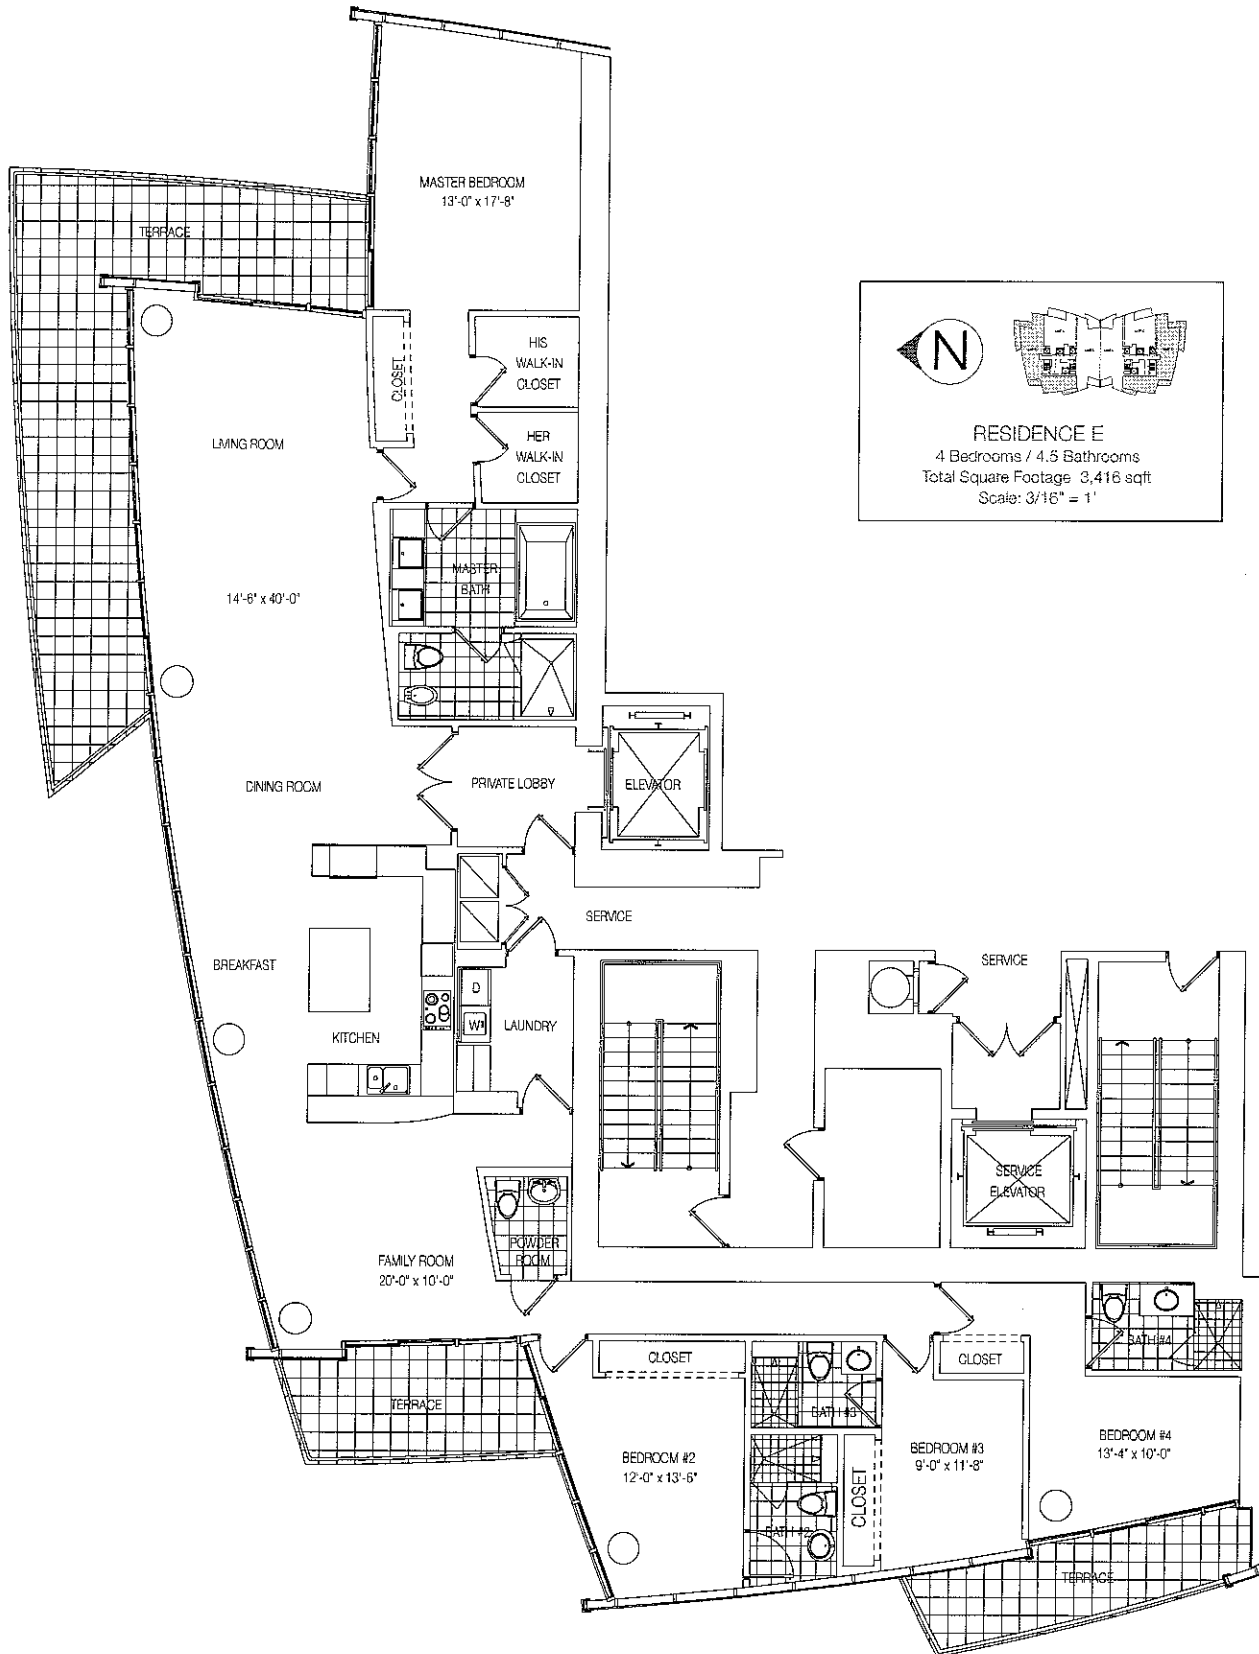 MASTER BEDROOM
13'-0" x 17'-8"
TERRACE
HIS
WALK-IN
CLOSET
CLOSET
HER
WALK-IN
CLOSET
LIVING ROOM
N
RESIDENCE E
4 Bedrooms / 4.5 Bathrooms
Total Square Footage 3,416 sqft
Scale: 3/16" = 1'
MASTER
BATH
14'-6" x 40'-0"
DINING ROOM
PRIVATE LOBBY
ELEVATOR
SERVICE
BREAKFAST
SERVICE
D
W
LAUNDRY
KITCHEN
SERVICE
ELEVATOR
POWDER
ROOM
FAMILY ROOM
20'-0" x 10'-0"
BATH #4
CLOSET
CLOSET
TERRACE
BATH #3
BEDROOM #2
12'-0" x 13'-6"
BEDROOM #3
9'-0" x 11'-8"
BEDROOM #4
13'-4" x 10'-0"
CLOSET
BATH #2
TERRACE